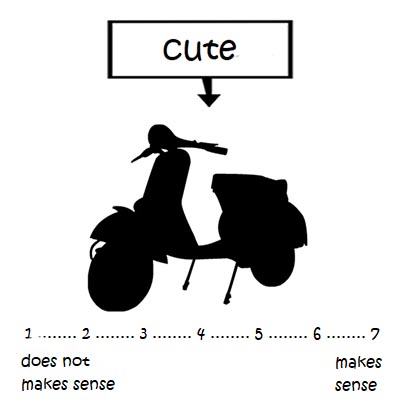 cute
1 ........ 2 ........ 3 ........ 4 ........ 5 ........ 6 ........ 7
does not makes
makes sense sense